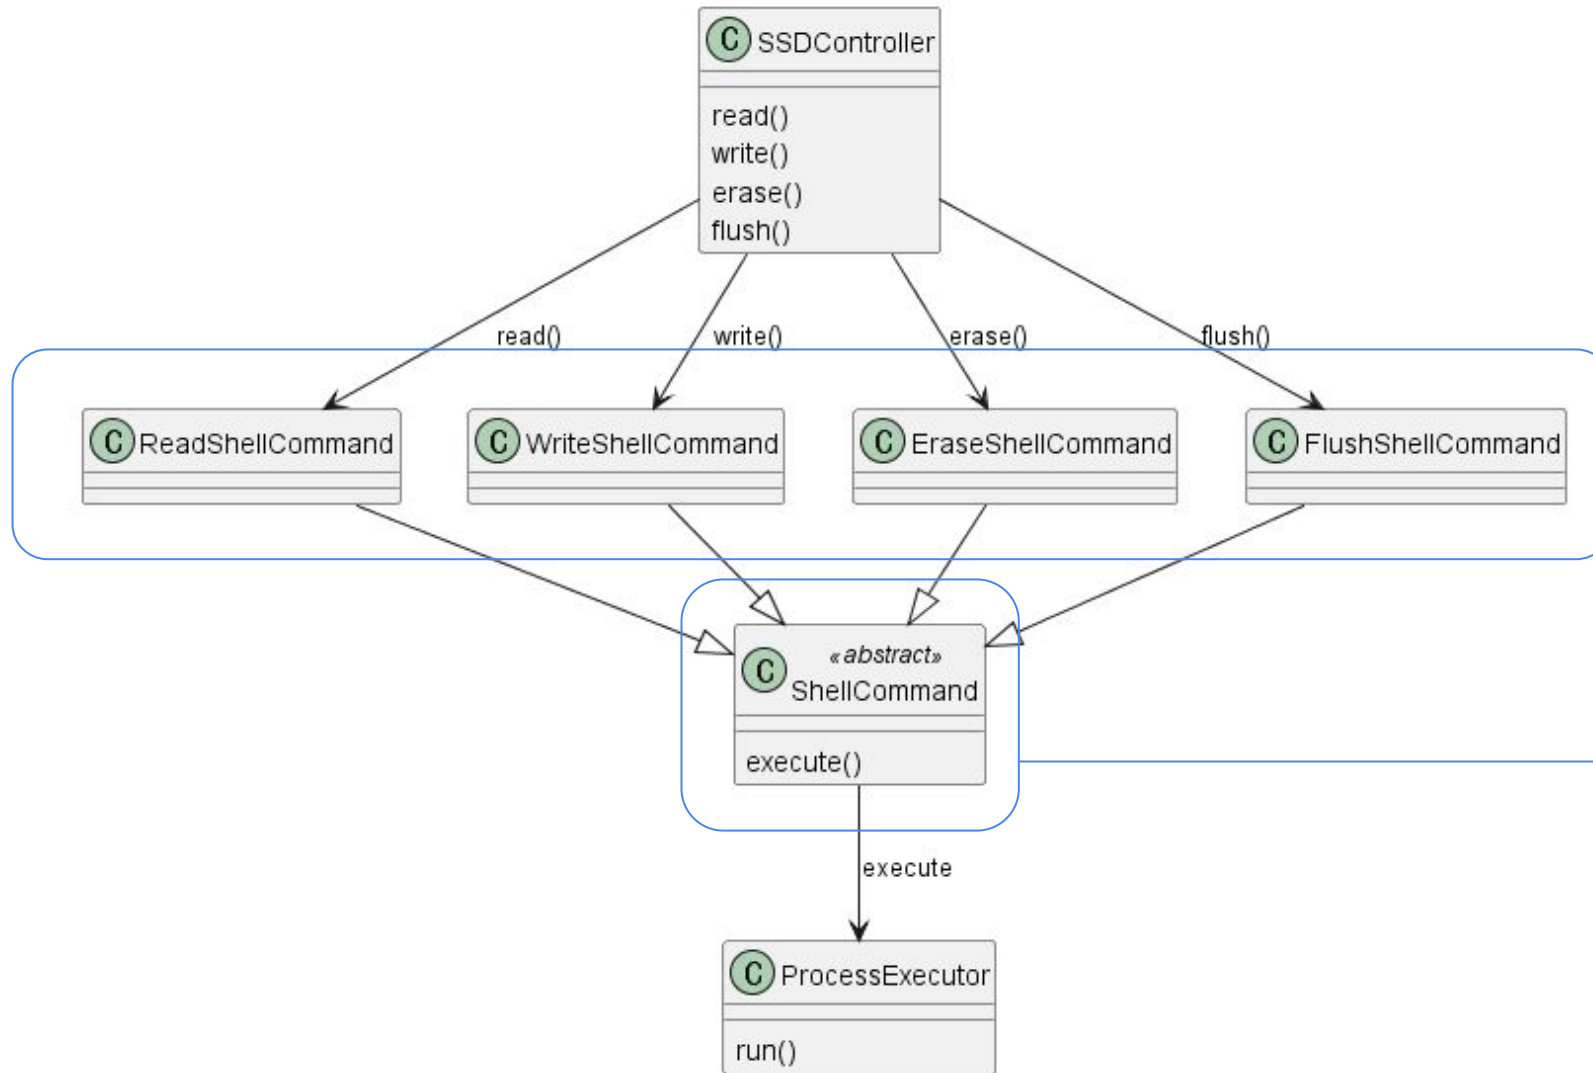 C SSDController
read()
write()
erase()
flush()
read() write() erase() flush()
C ReadShellCommand
C WriteShellCommand
C EraseShellCommand
C FlushShellCommand
«abstract»
C ShellCommand
execute()
execute
C ProcessExecutor
run()